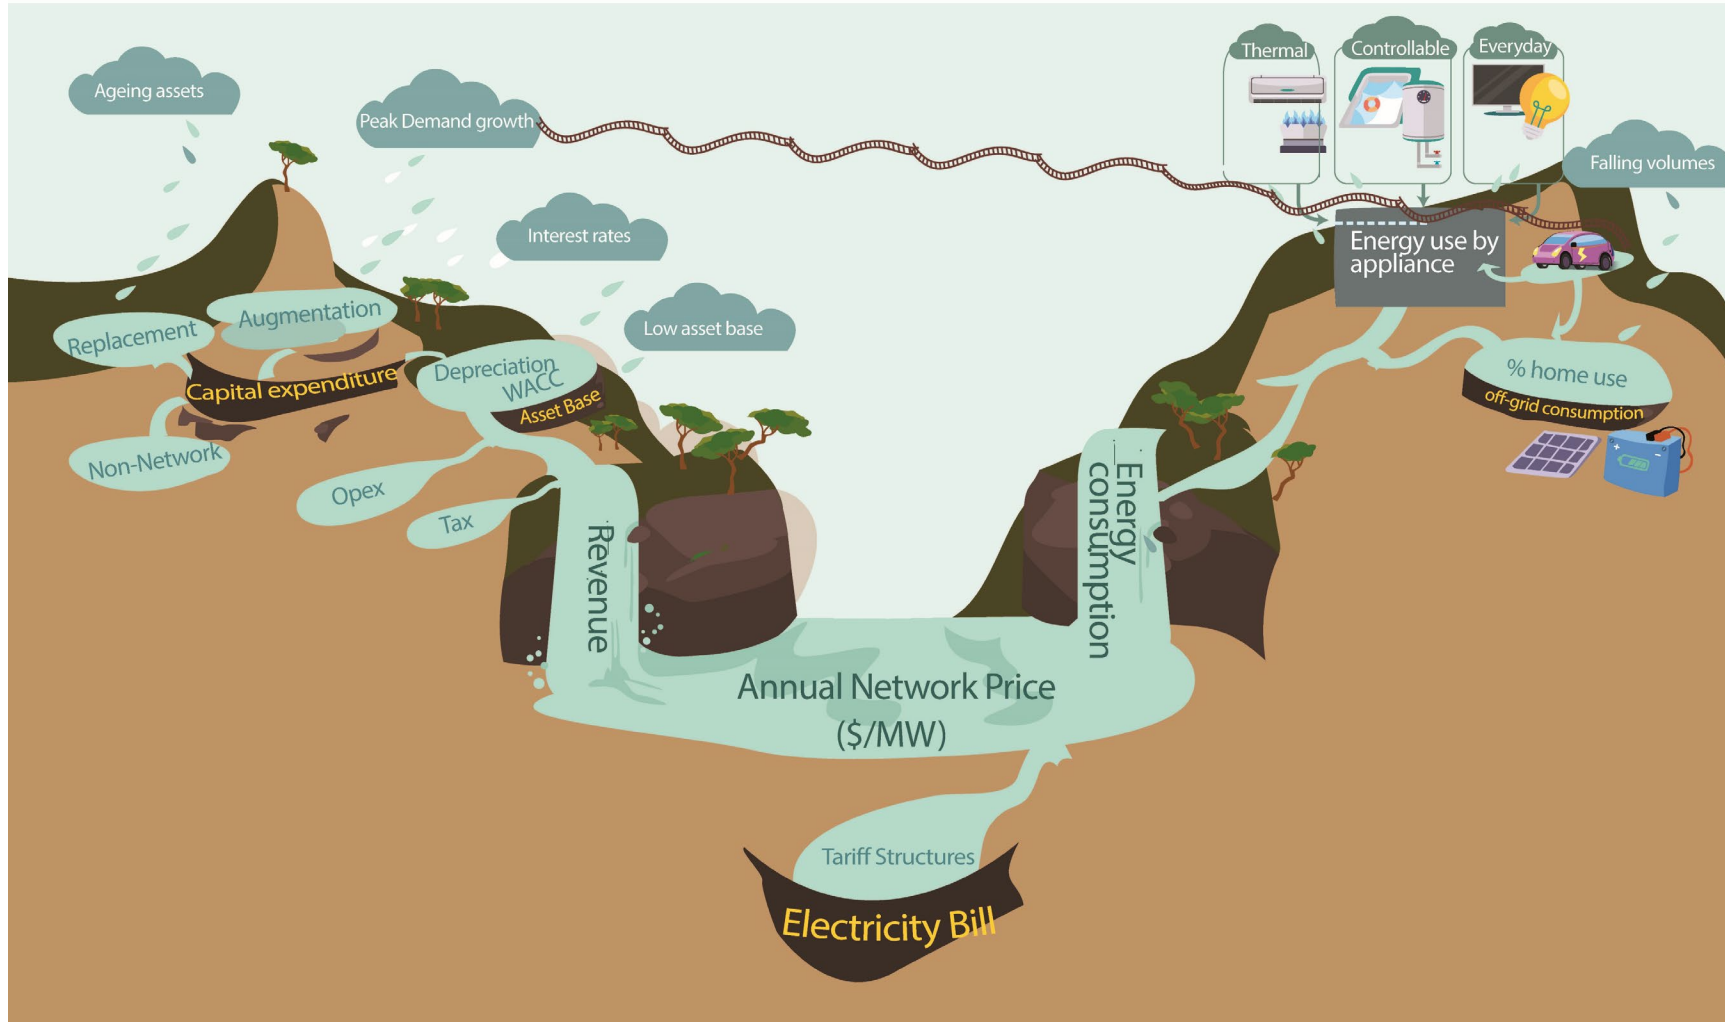 Thermal
Controllable
Everyday
Ageing assets
Peak Demand growth
Falling volumes
Interest rates
Energy use by
appliance
Low asset base
Augmentation
Replacement
Capital expenditure
Depreciation
WACC
Asset Base
% home use
off-grid consumption
Non-Network
Opex
Tax
Revenue
Energy
consumption
Annual Network Price
($/MW)
Tariff Structures
Electricity Bill